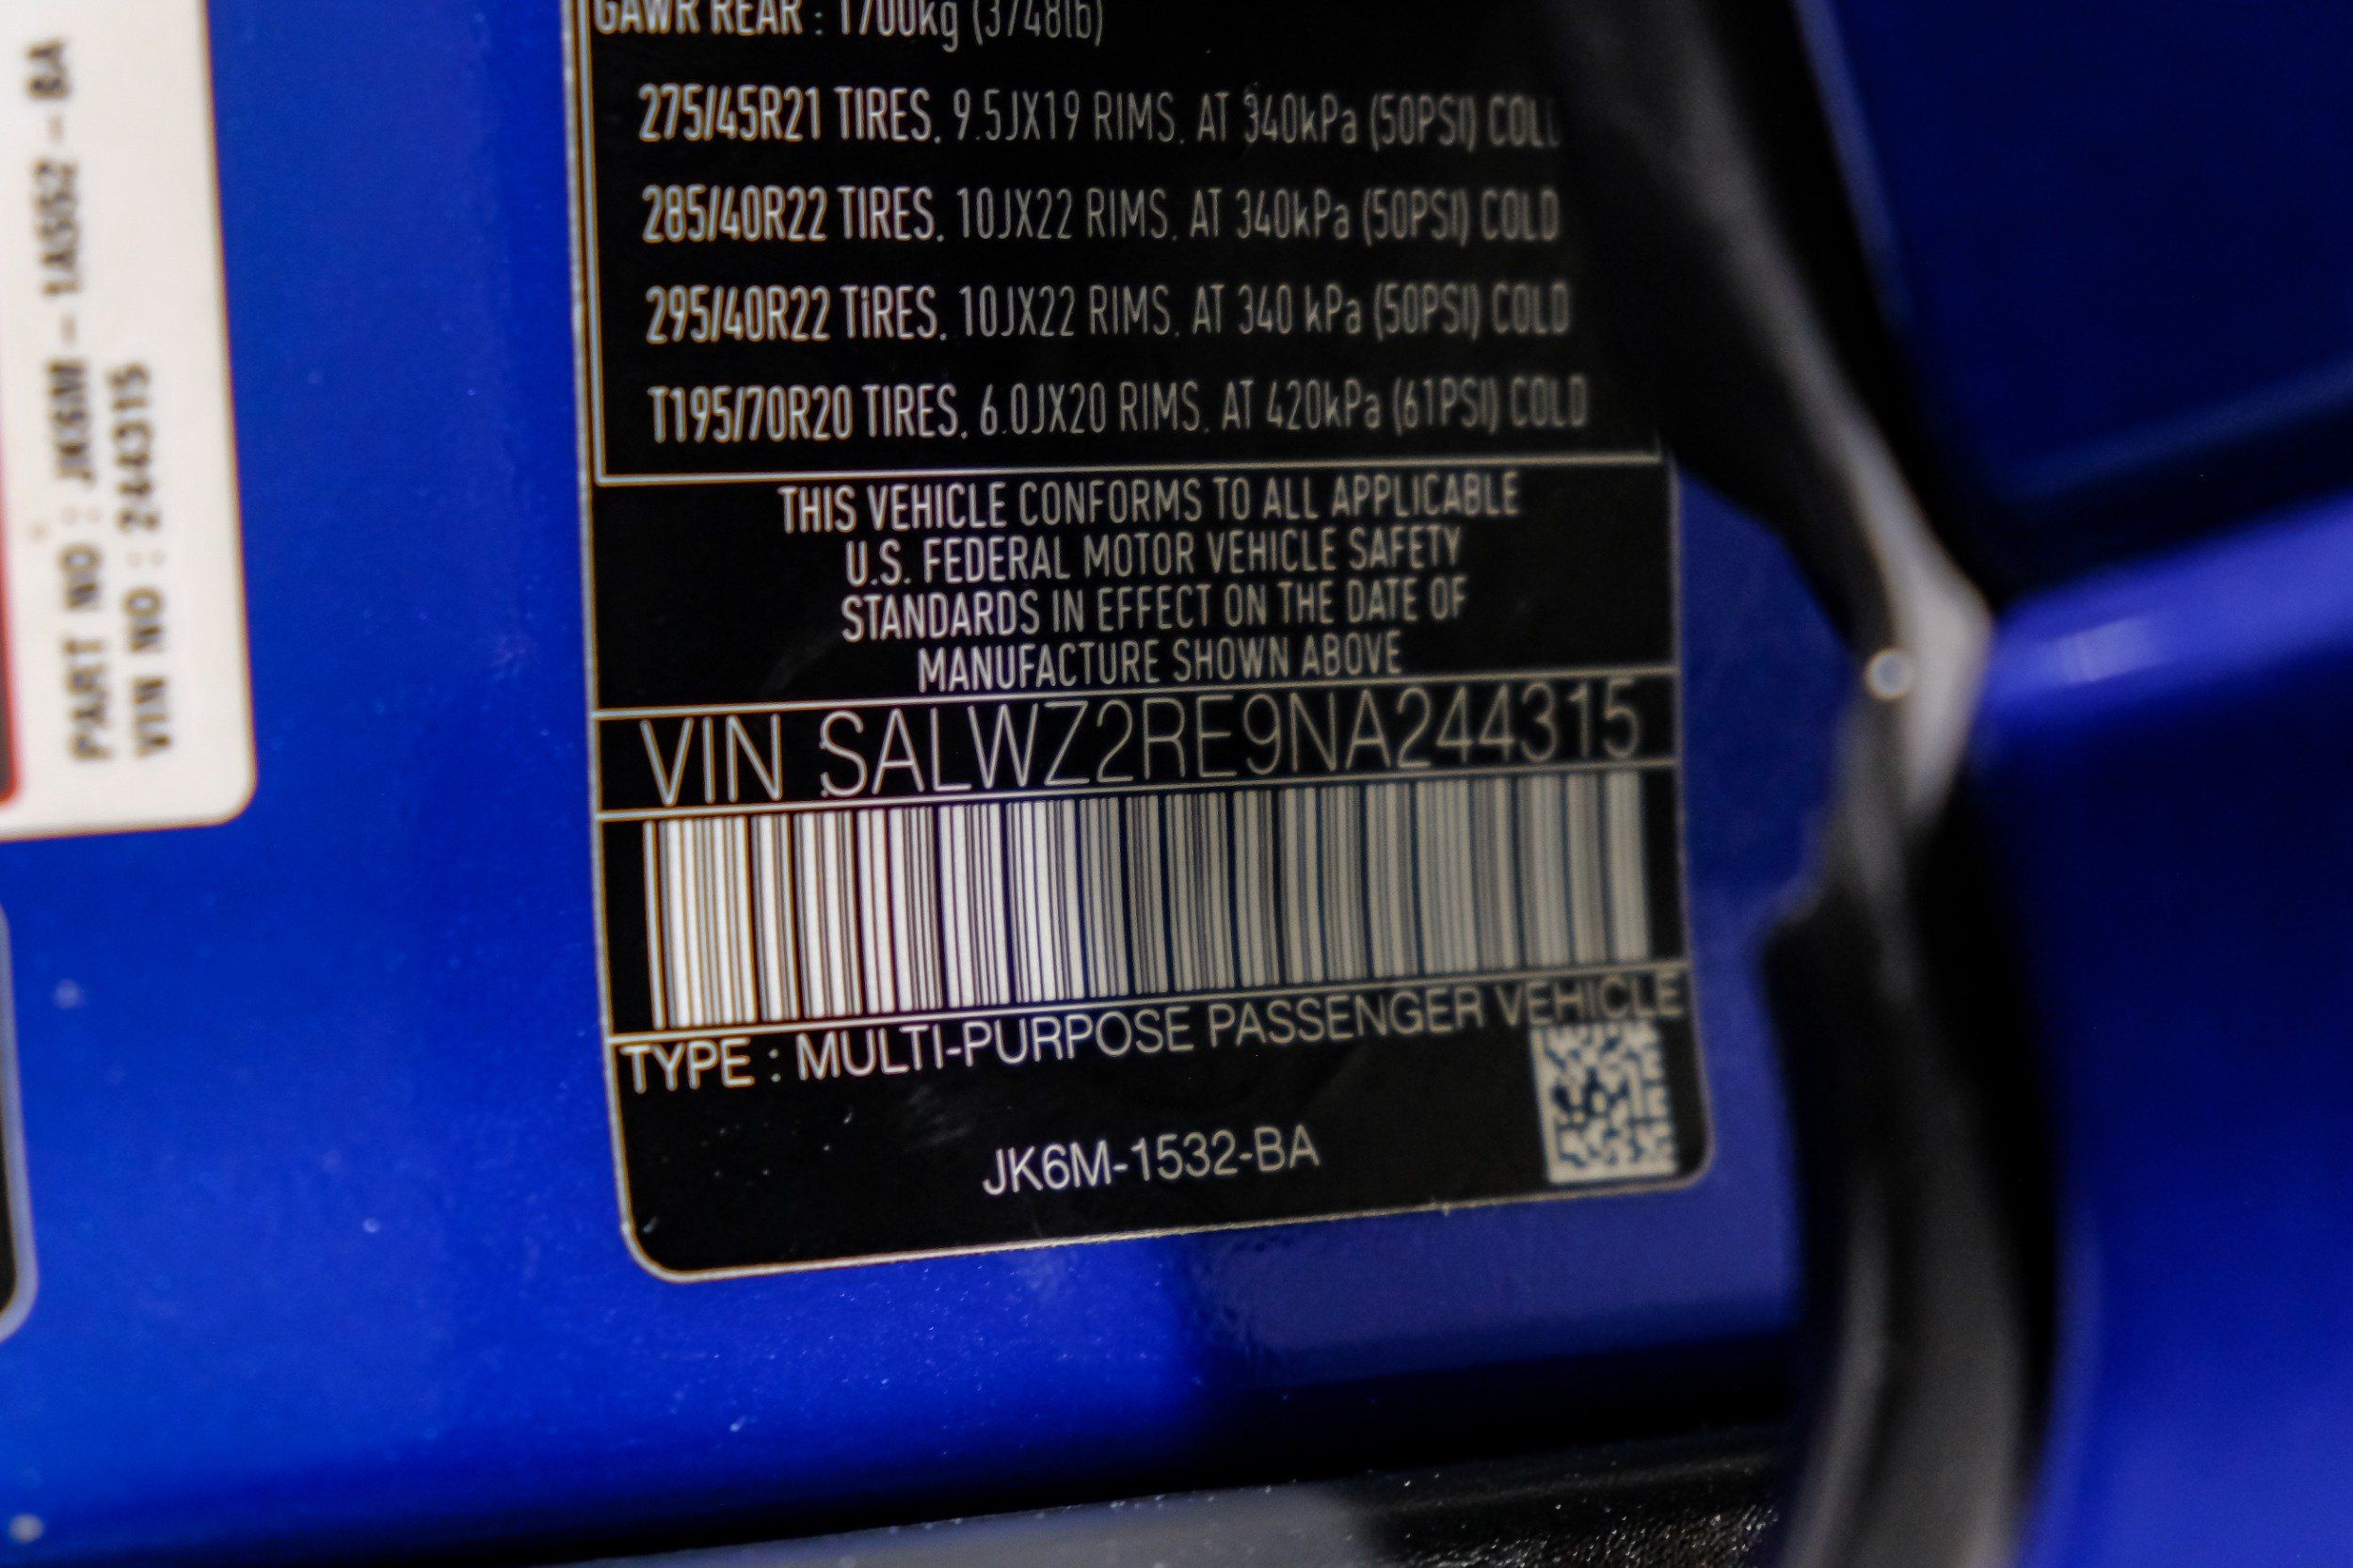 PART NO : JK6M - 1A552 - BA
VIN NO : 2443315
GAWR REAR : 1700kg (3748lb)
275/45R21 TIRES, 9.5JX19 RIMS, AT 340kPa (50PSI) COLD
285/40R22 TIRES, 10JX22 RIMS, AT 340kPa (50PSI) COLD
295/40R22 TIRES, 10JX22 RIMS, AT 340 kPa (50PSI) COLD
T195/70R20 TIRES, 6.0JX20 RIMS, AT 420kPa (61PSI) COLD
THIS VEHICLE CONFORMS TO ALL APPLICABLE
U.S. FEDERAL MOTOR VEHICLE SAFETY
STANDARDS IN EFFECT ON THE DATE OF
MANUFACTURE SHOWN ABOVE
VIN SALWZ2RE9NA244315
TYPE : MULTI-PURPOSE PASSENGER VEHICLE
JK6M-1532-BA